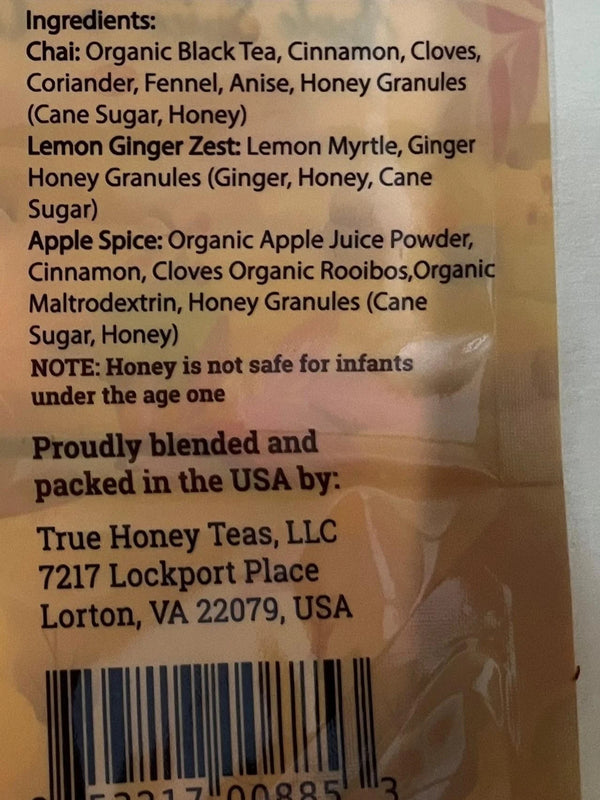 Ingredients:
Chai: Organic Black Tea, Cinnamon, Cloves,
Coriander, Fennel, Anise, Honey Granules
(Cane Sugar, Honey)
Lemon Ginger Zest: Lemon Myrtle, Ginger
Honey Granules (Ginger, Honey, Cane
Sugar)
Apple Spice: Organic Apple Juice Powder,
Cinnamon, Cloves Organic Rooibos,Organic
Maltrodextrin, Honey Granules (Cane
Sugar, Honey)
NOTE: Honey is not safe for infants
under the age one
Proudly blended and
packed in the USA by:
True Honey Teas, LLC
7217 Lockport Place
Lorton, VA 22079, USA
00885 3